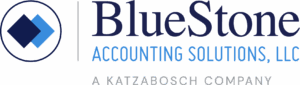 BlueStone
ACCOUNTING SOLUTIONS, LLC
A KATZABOSCH COMPANY